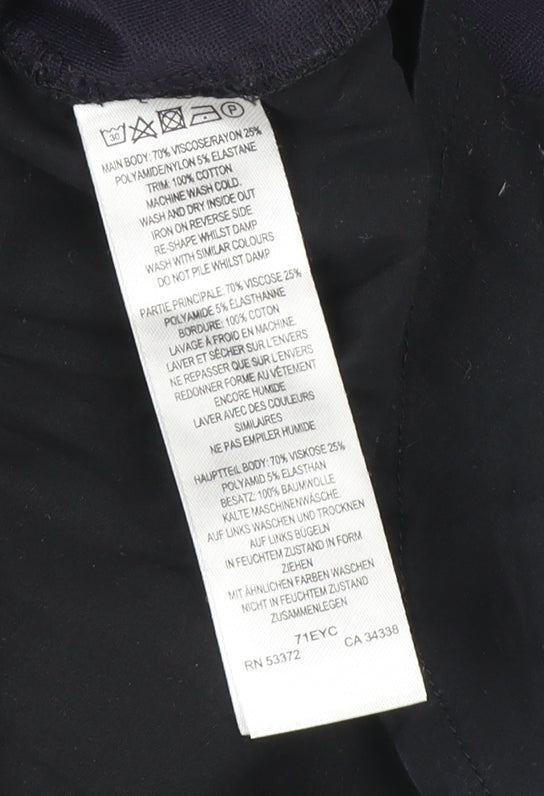 30 P
MAIN BODY: 70% VISCOSE/RAYON 25%
POLYAMIDE/NYLON 5% ELASTANE
TRIM: 100% COTTON
MACHINE WASH COLD.
WASH AND DRY INSIDE OUT
IRON ON REVERSE SIDE
RE-SHAPE WHILST DAMP
WASH WITH SIMILAR COLOURS
DO NOT PILE WHILST DAMP
PARTIE PRINCIPALE: 70% VISCOSE 25%
POLYAMIDE 5% ÉLASTHANNE
BORDURE: 100% COTON
LAVAGE À FROID EN MACHINE.
LAVER ET SÉCHER SUR L'ENVERS
NE REPASSER QUE SUR L'ENVERS
REDONNER FORME AU VÊTEMENT
ENCORE HUMIDE
LAVER AVEC DES COULEURS
SIMILAIRES
NE PAS EMPILER HUMIDE
HAUPTTEIL BODY: 70% VISKOSE 25%
POLYAMID 5% ELASTHAN
BESATZ: 100% BAUMWOLLE
KALTE MASCHINENWÄSCHE.
AUF LINKS WASCHEN UND TROCKNEN
AUF LINKS BÜGELN
IN FEUCHTEM ZUSTAND IN FORM
ZIEHEN
MIT ÄHNLICHEN FARBEN WASCHEN
NICHT IN FEUCHTEM ZUSTAND
ZUSAMMENLEGEN
71EYC
RN 53372 CA 34338